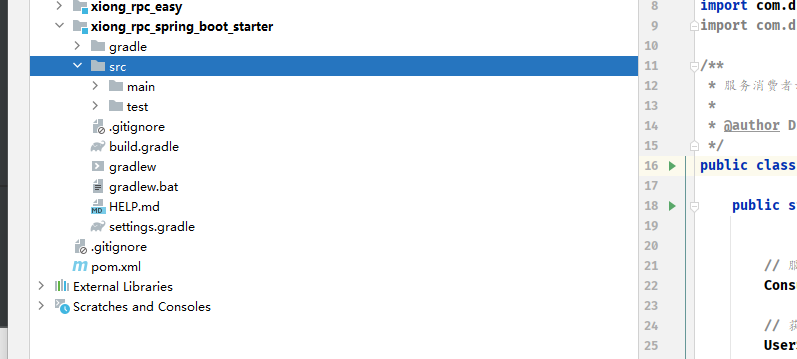 xiong_rpc_easy
xiong_rpc_spring_boot_starter
gradle
src
main
test
.gitignore
build.gradle
gradlew
gradlew.bat
HELP.md
settings.gradle
.gitignore
pom.xml
External Libraries
Scratches and Consoles
8 import com.d
9 import com.d
10
11 /**
12 * 服务消费者
13 *
14 * @author D
15 */
16 public class
17
18 public s
19
20
21 //
22 Cons
23
24 // 获
25 User